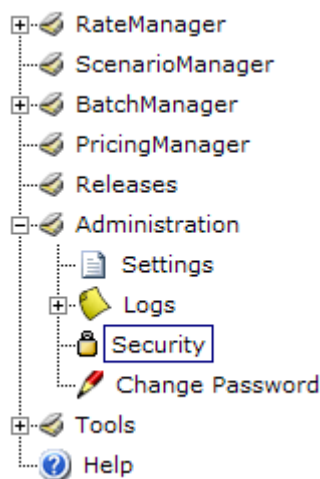 RateManager
ScenarioManager
BatchManager
PricingManager
Releases
Administration
Settings
Logs
Security
Change Password
Tools
Help